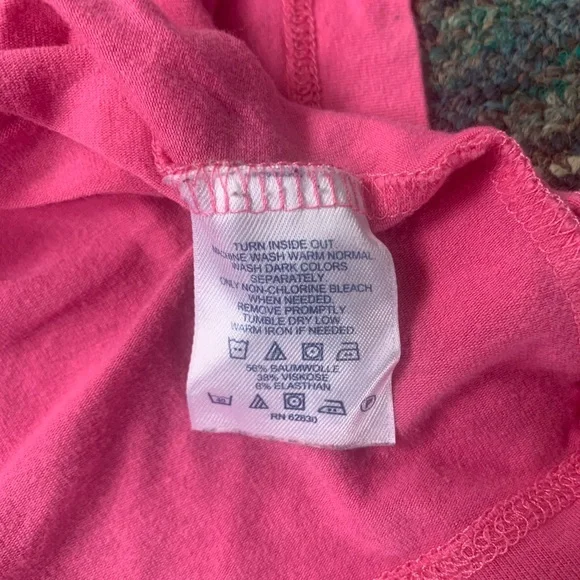 TURN INSIDE OUT
MACHINE WASH WARM NORMAL
WASH DARK COLORS
SEPARATELY
ONLY NON-CHLORINE BLEACH
WHEN NEEDED.
REMOVE PROMPTLY
TUMBLE DRY LOW
WARM IRON IF NEEDED
56% BAUMWOLLE
38% VISKOSE
6% ELASTHAN
P
RN 62830